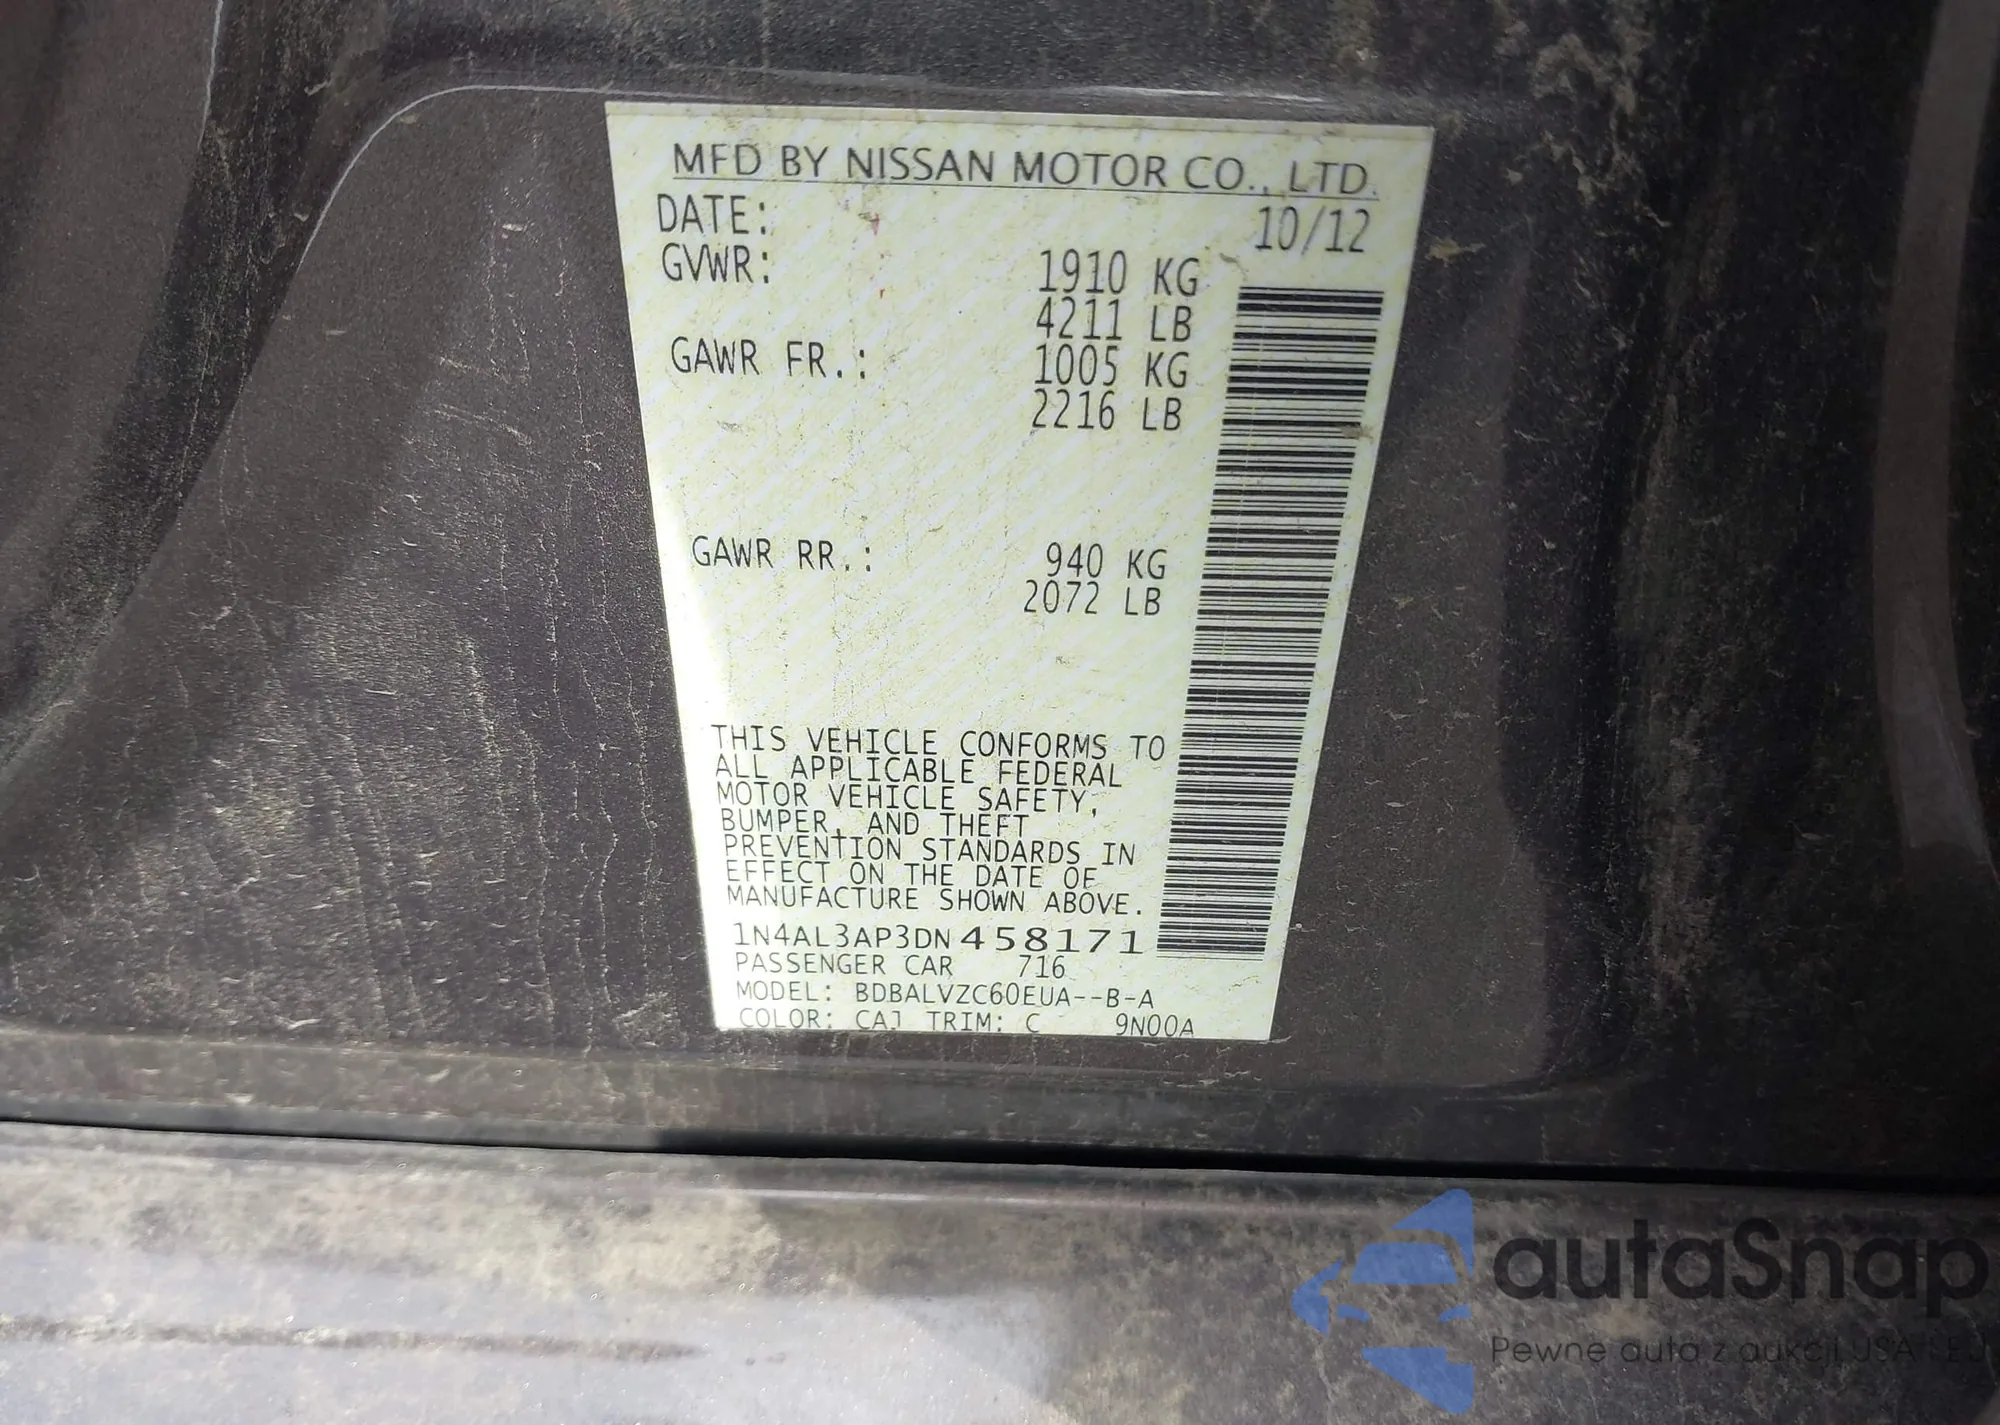 MFD BY NISSAN MOTOR CO., LTD.
DATE: 10/12
GVWR: 1910 KG
4211 LB
GAWR FR.: 1005 KG
2216 LB
GAWR RR.: 940 KG
2072 LB
THIS VEHICLE CONFORMS TO
ALL APPLICABLE FEDERAL
MOTOR VEHICLE SAFETY,
BUMPER, AND THEFT
PREVENTION STANDARDS IN
EFFECT ON THE DATE OF
MANUFACTURE SHOWN ABOVE.
1N4AL3AP3DN458171
PASSENGER CAR 716
MODEL: BDBALVZC60EUA--B-A
COLOR: CAJ TRIM: C 9N00A
autaSnap
Pewne auta z aukcji USA i EU